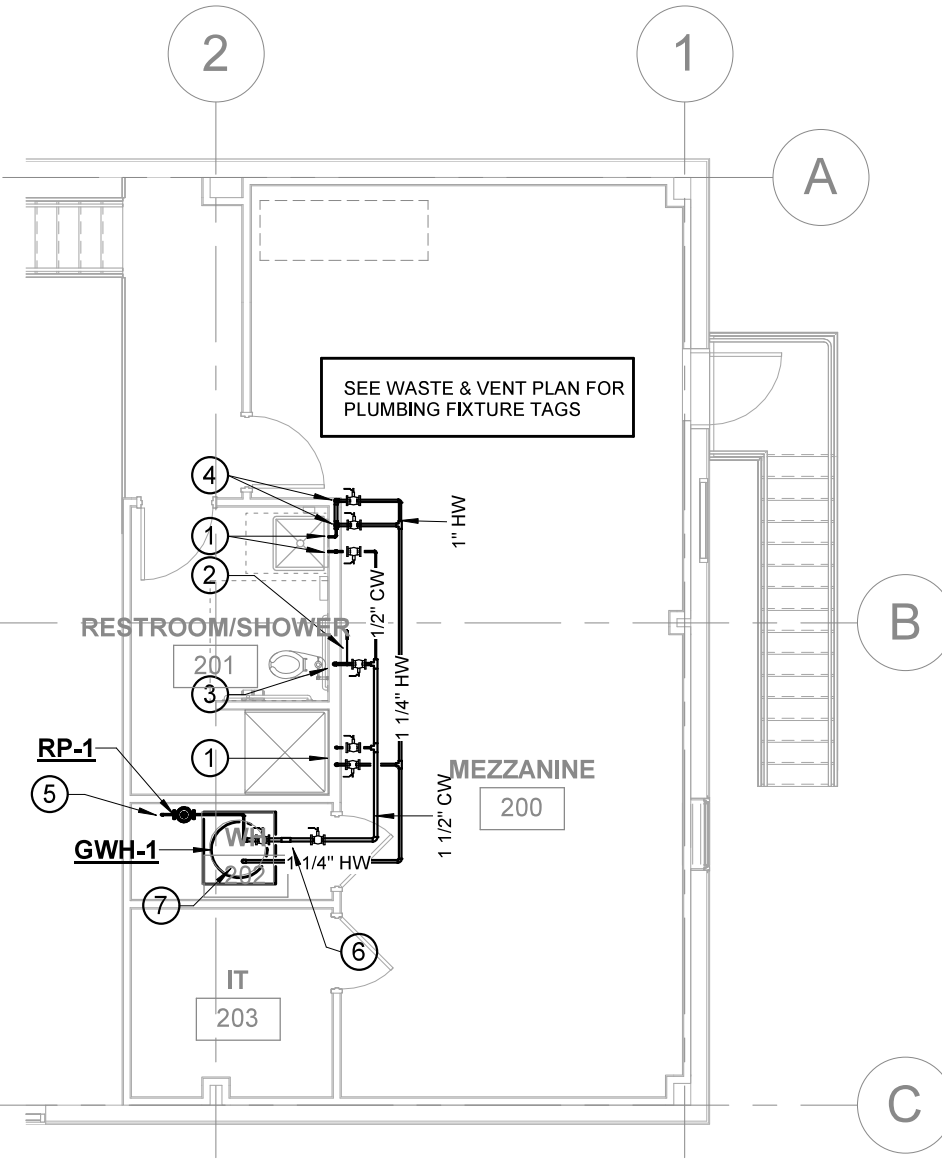 2
1
A
SEE WASTE & VENT PLAN FOR
PLUMBING FIXTURE TAGS
4
1" HW
1
2
1/2" CW
RESTROOM/SHOWER
B
201
3
1 1/4" HW
RP-1
1
MEZZANINE
5
200
1 1/2" CW
GWH-1
WH
1 1/4" HW
202
7
6
IT
203
C